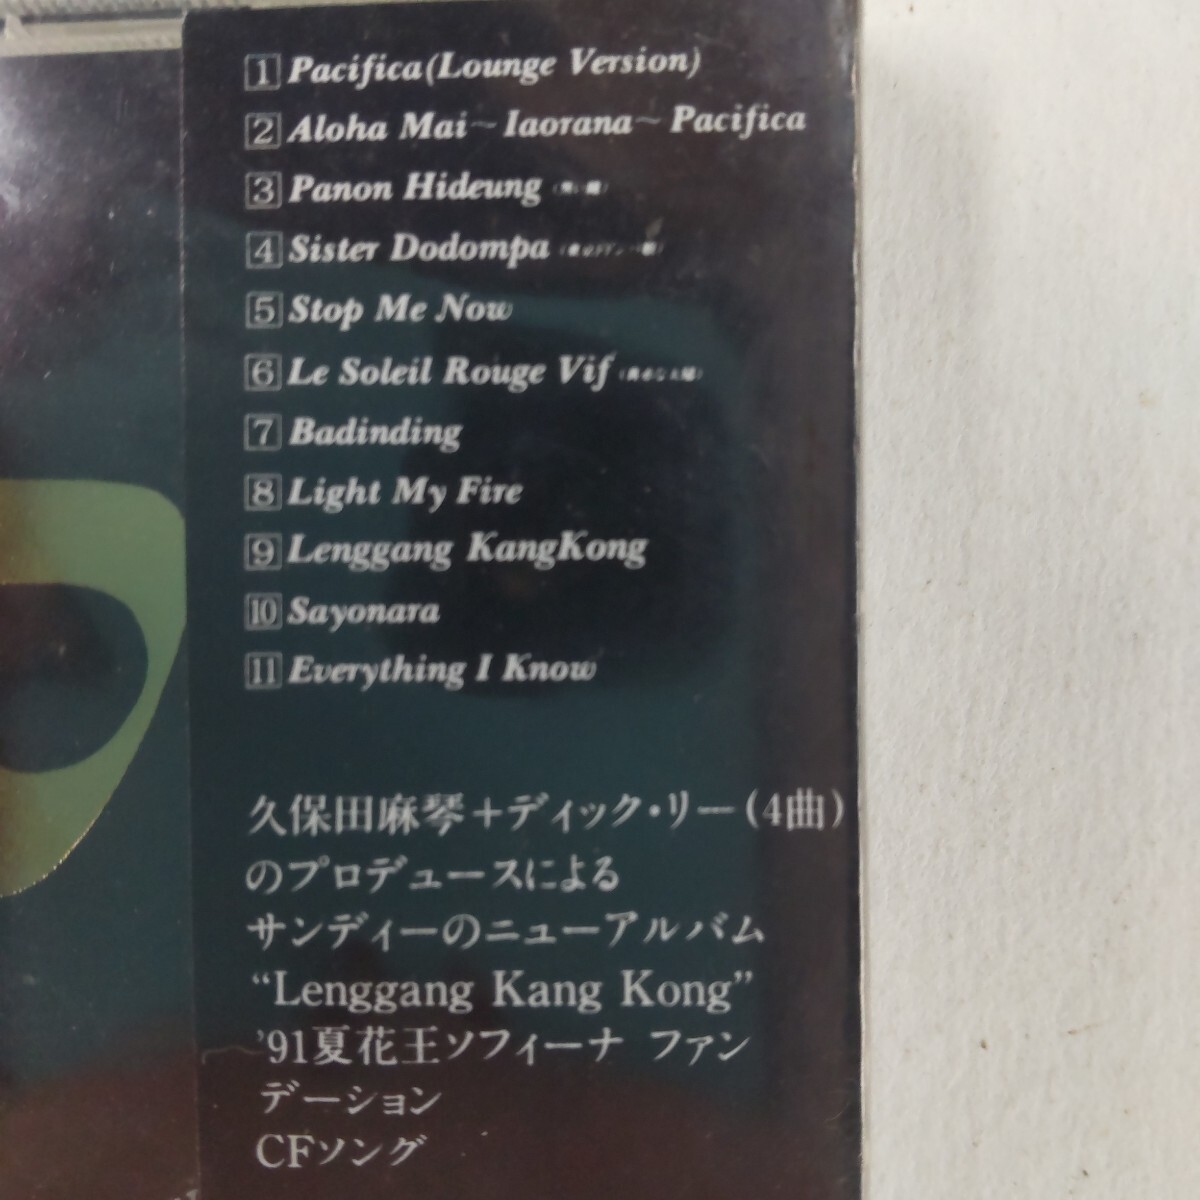 1 Pacifica(Lounge Version)
2 Aloha Mai~Iaorana~Pacifica
3 Panon Hideung
4 Sister Dodompa
5 Stop Me Now
6 Le Soleil Rouge Vif (真赤な太陽)
7 Badinding
8 Light My Fire
9 Lenggang KangKong
10 Sayonara
11 Everything I Know
久保田麻琴+ディック・リー(4曲)
のプロデュースによる
サンディーのニューアルバム
“Lenggang Kang Kong”
’91夏花王ソフィーナ ファン
デーション
CFソング